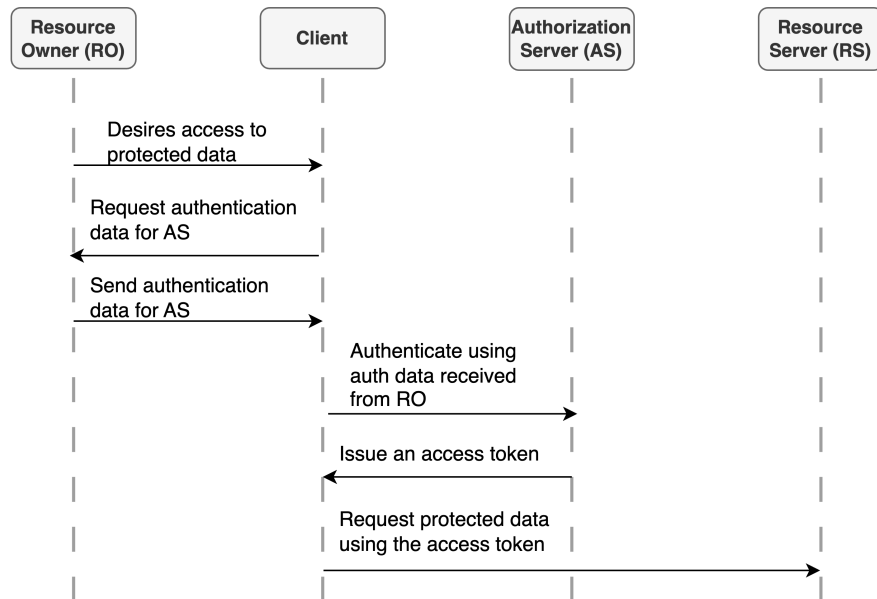 Resource
Owner (RO)
Client
Authorization
Server (AS)
Resource
Server (RS)
Desires access to
protected data
Request authentication
data for AS
Send authentication
data for AS
Authenticate using
auth data received
from RO
Issue an access token
Request protected data
using the access token